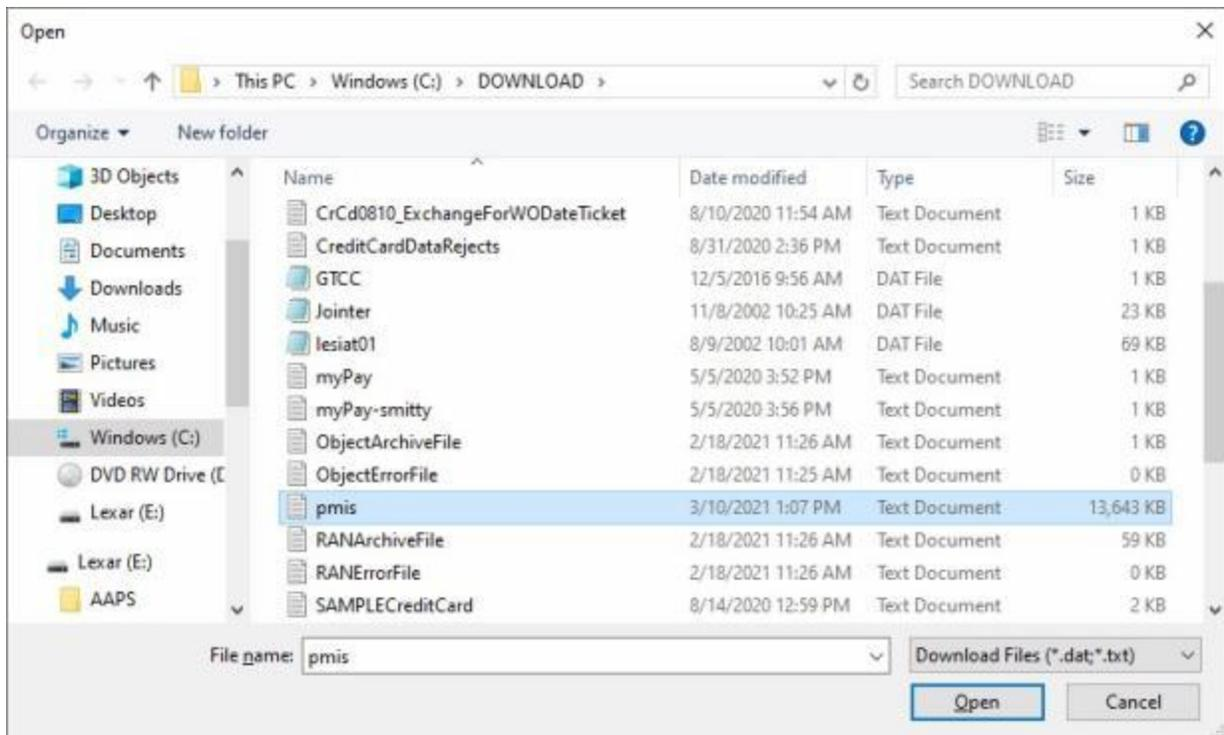 Open
This PC > Windows (C:) > DOWNLOAD >
Search DOWNLOAD
Organize
New folder
3D Objects
Desktop
Documents
Downloads
Music
Pictures
Videos
Windows (C:)
DVD RW Drive (D
Lexar (E:)
Lexar (E:)
AAPS
Name Date modified Type Size
CrCd0810_ExchangeForWODateTicket 8/10/2020 11:54 AM Text Document 1 KB
CreditCardDataRejects 8/31/2020 2:36 PM Text Document 1 KB
GTCC 12/5/2016 9:56 AM DAT File 1 KB
Jointer 11/8/2002 10:25 AM DAT File 23 KB
lesiat01 8/9/2002 10:01 AM DAT File 69 KB
myPay 5/5/2020 3:52 PM Text Document 1 KB
myPay-smitty 5/5/2020 3:56 PM Text Document 1 KB
ObjectArchiveFile 2/18/2021 11:26 AM Text Document 1 KB
ObjectErrorFile 2/18/2021 11:25 AM Text Document 0 KB
pmis 3/10/2021 1:07 PM Text Document 13,643 KB
RANArchiveFile 2/18/2021 11:26 AM Text Document 59 KB
RANErrorFile 2/18/2021 11:26 AM Text Document 0 KB
SAMPLECreditCard 8/14/2020 12:59 PM Text Document 2 KB
File name: pmis
Download Files (*.dat;*.txt)
Open
Cancel